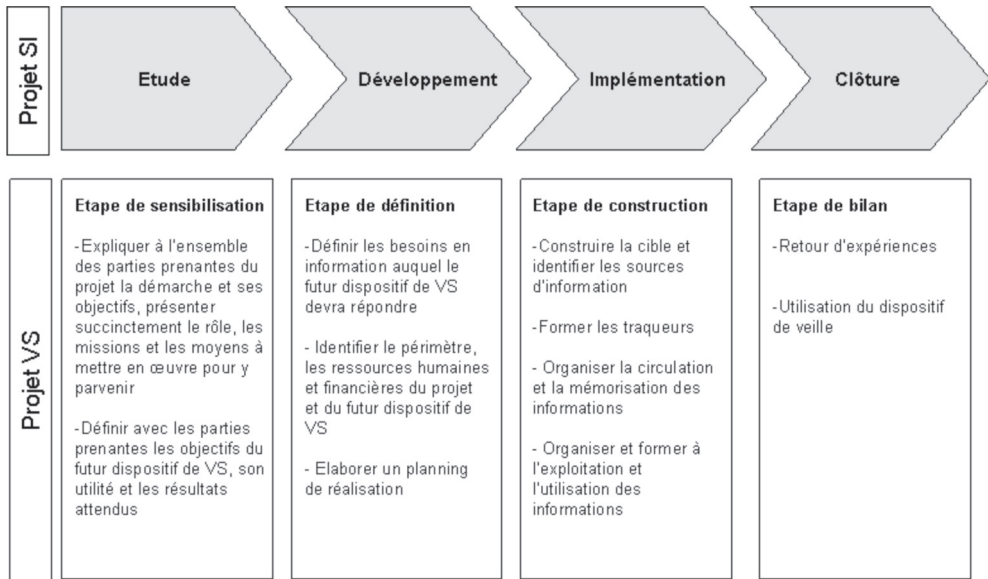 Projet SI
Etude
Développement
Implémentation
Clôture
Projet VS
Etape de sensibilisation
-Expliquer à l'ensemble
des parties prenantes du
projet la démarche et ses
objectifs, présenter
succinctement le rôle, les
missions et les moyens à
mettre en œuvre pour y
parvenir
-Définir avec les parties
prenantes les objectifs du
futur dispositif de VS, son
utilité et les résultats
attendus
Etape de définition
-Définir les besoins en
information auquel le
futur dispositif de VS
devra répondre
- Identifier le périmètre,
les ressources humaines
et financières du projet
et du futur dispositif de
VS
- Elaborer un planning
de réalisation
Etape de construction
-Construire la cible et
identifier les sources
d'information
-Former les traqueurs
- Organiser la circulation
et la mémorisation des
informations
- Organiser et former à
l'exploitation et
l'utilisation des
informations
Etape de bilan
-Retour d'expériences
-Utilisation du dispositif
de veille